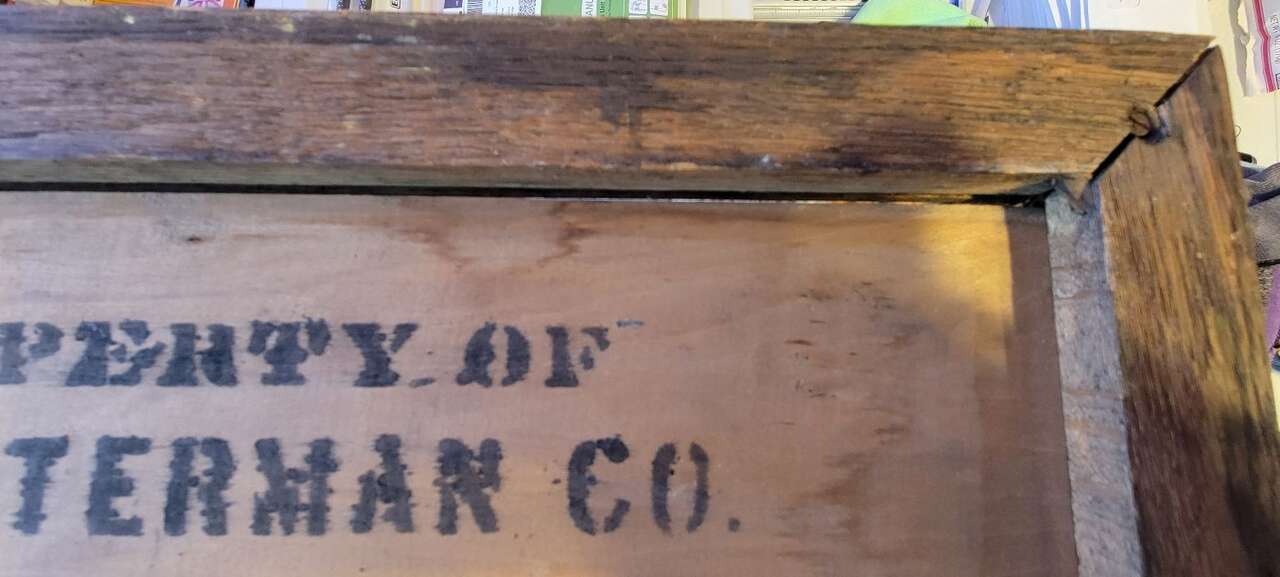 PERTY OF
TERMAN CO.